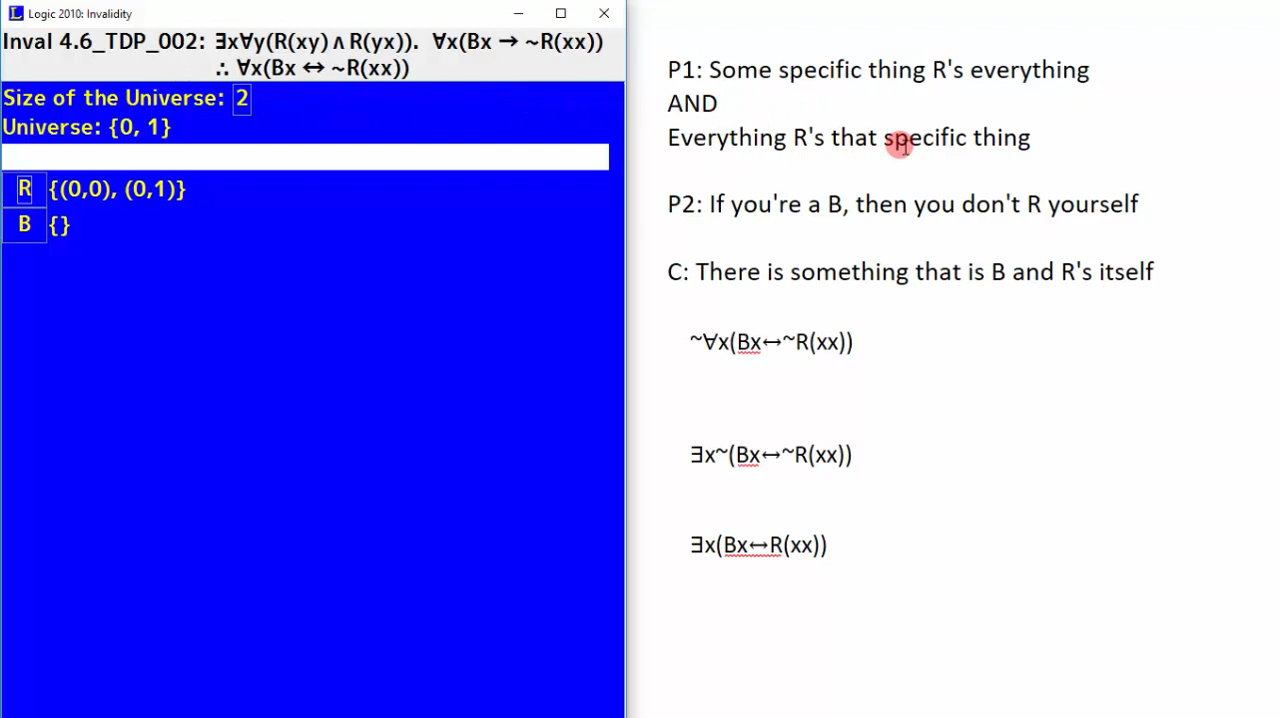 Logic 2010: Invalidity
Inval 4.6_TDP_002: ∃x∀y(R(xy) ∧ R(yx)). ∀x(Bx → ~R(xx))
∴ ∀x(Bx ↔ ~R(xx))
Size of the Universe: 2
Universe: {0, 1}
R {(0,0), (0,1)}
B {}
P1: Some specific thing R's everything
AND
Everything R's that specific thing
P2: If you're a B, then you don't R yourself
C: There is something that is B and R's itself
~∀x(Bx↔~R(xx))
∃x~(Bx↔~R(xx))
∃x(Bx↔R(xx))